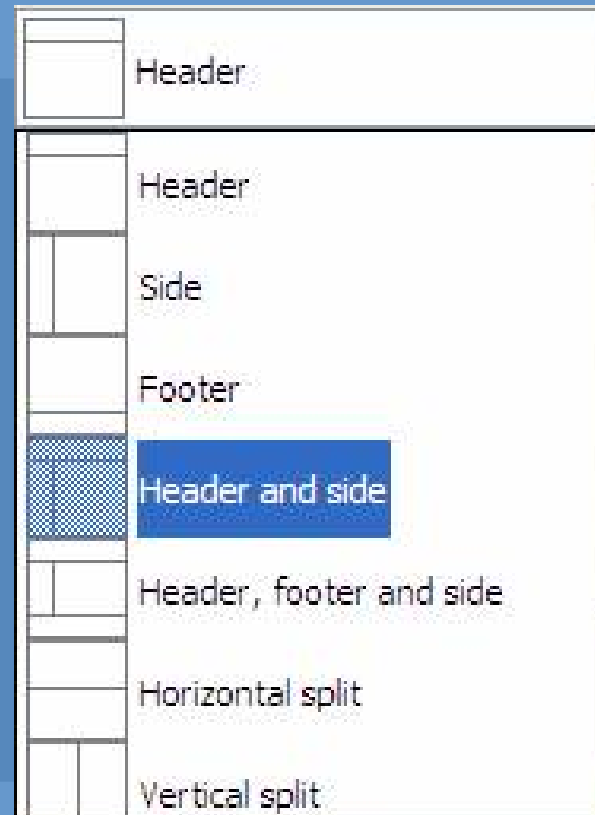 Header
Header
Side
Footer
Header and side
Header, footer and side
Horizontal split
Vertical split